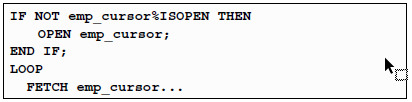 IF NOT emp_cursor%ISOPEN THEN
OPEN emp_cursor;
END IF;
LOOP
FETCH emp_cursor...